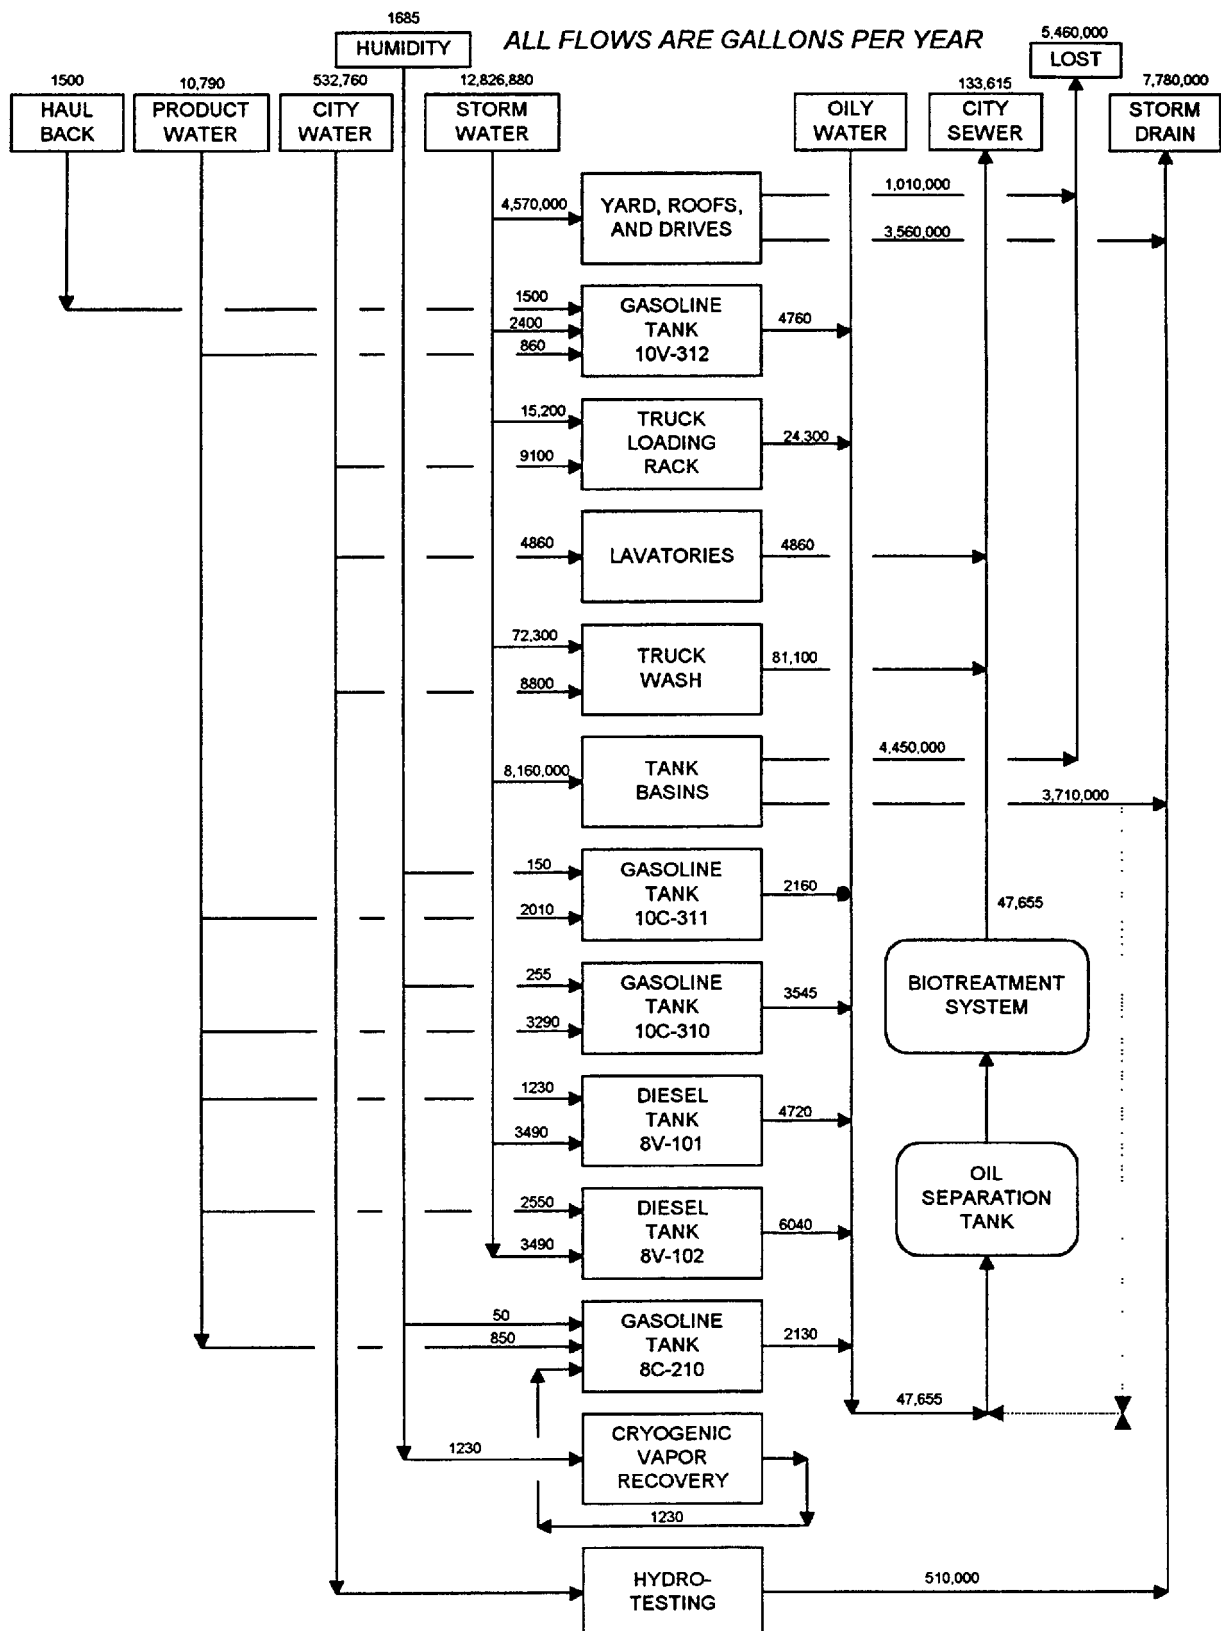 1685
HUMIDITY
ALL FLOWS ARE GALLONS PER YEAR
5,460,000
LOST
1500
HAUL
BACK
10,790
PRODUCT
WATER
532,760
CITY
WATER
12,826,880
STORM
WATER
OILY
WATER
133,615
CITY
SEWER
7,780,000
STORM
DRAIN
4,570,000
YARD, ROOFS,
AND DRIVES
1,010,000
3,560,000
1500
2400
860
GASOLINE
TANK
10V-312
4760
15,200
9100
TRUCK
LOADING
RACK
24,300
4860
LAVATORIES
4860
72,300
8800
TRUCK
WASH
81,100
8,160,000
TANK
BASINS
4,450,000
3,710,000
150
2010
GASOLINE
TANK
10C-311
2160
47,655
255
3290
GASOLINE
TANK
10C-310
3545
BIOTREATMENT
SYSTEM
1230
3490
DIESEL
TANK
8V-101
4720
OIL
SEPARATION
TANK
2550
3490
DIESEL
TANK
8V-102
6040
50
850
GASOLINE
TANK
8C-210
2130
47,655
1230
CRYOGENIC
VAPOR
RECOVERY
1230
HYDRO-
TESTING
510,000